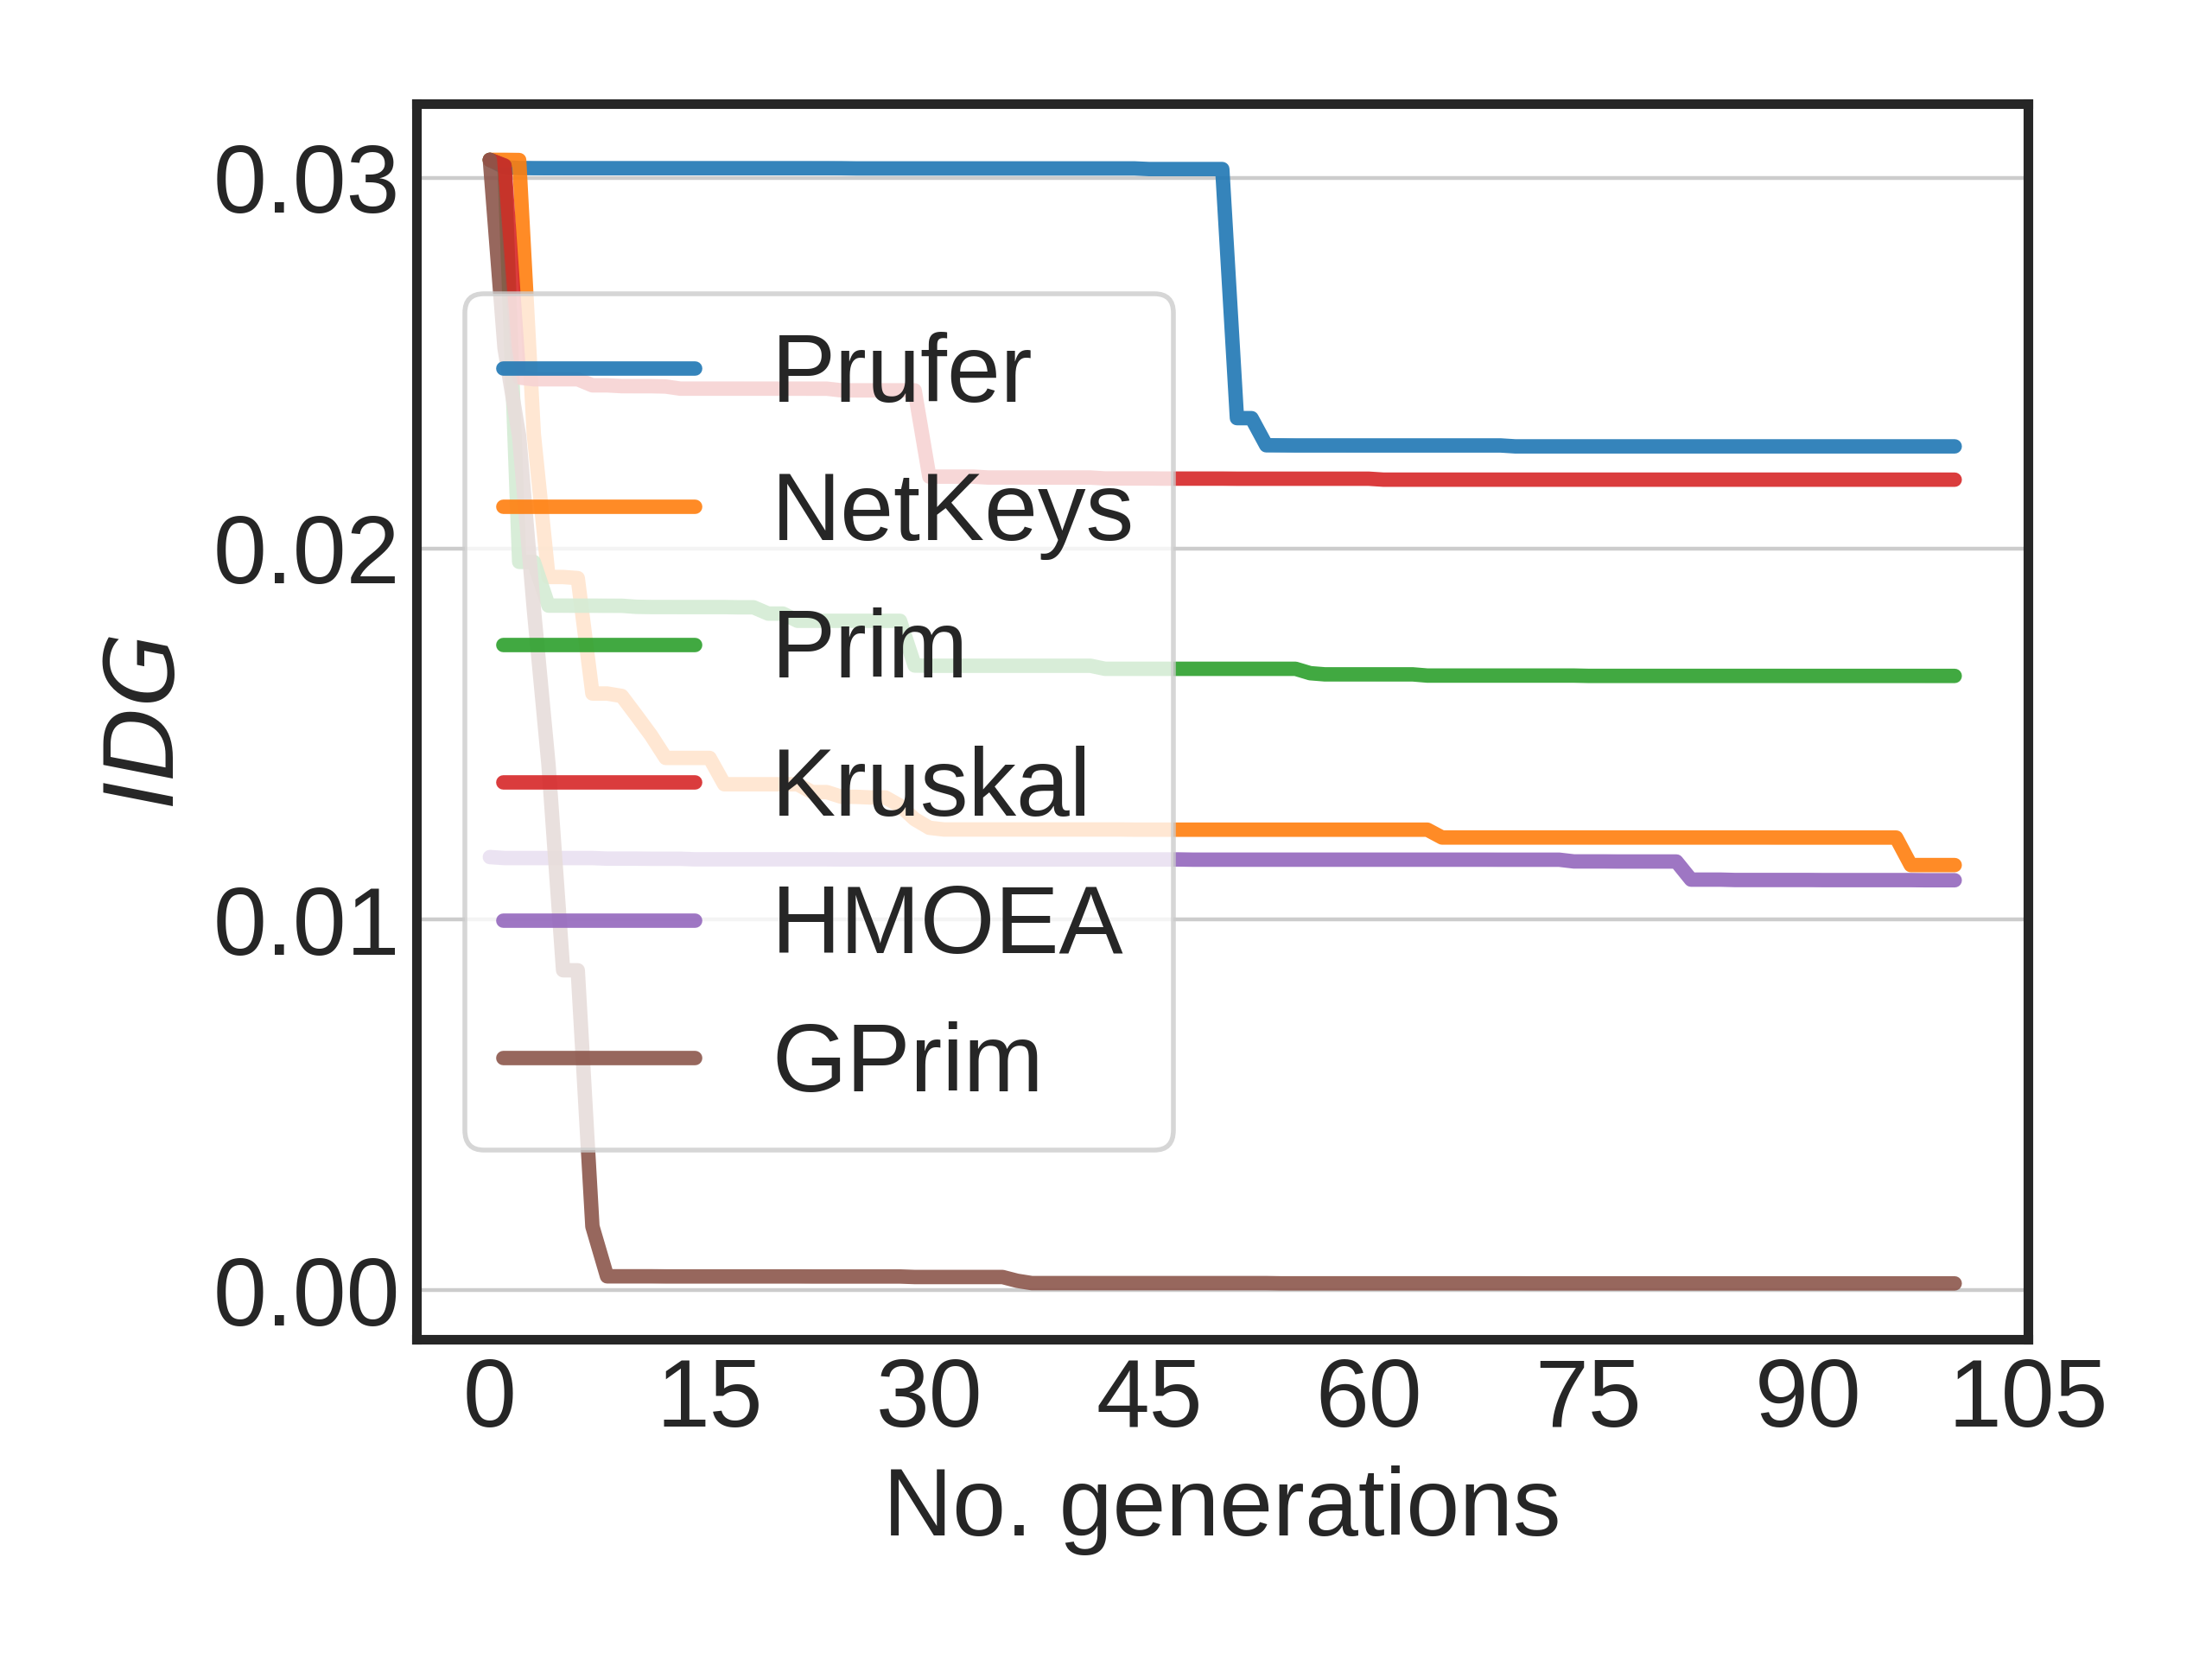 0.03
0.02
0.01
0.00
IDG
Prufer
NetKeys
Prim
Kruskal
HMOEA
GPrim
0 15 30 45 60 75 90 105
No. generations